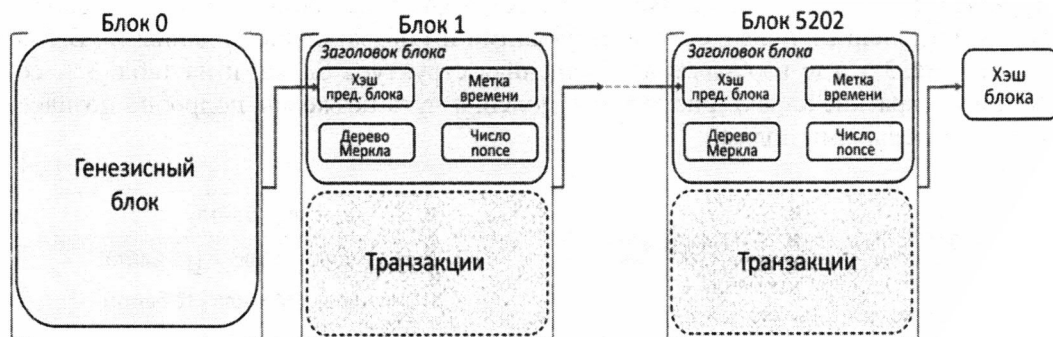 Блок 0
Генезисный
блок
Блок 1
Заголовок блока
Хэш
пред. блока
Метка
времени
Дерево
Меркла
Число
nonce
Транзакции
Блок 5202
Заголовок блока
Хэш
пред. блока
Метка
времени
Дерево
Меркла
Число
nonce
Транзакции
Хэш
блока